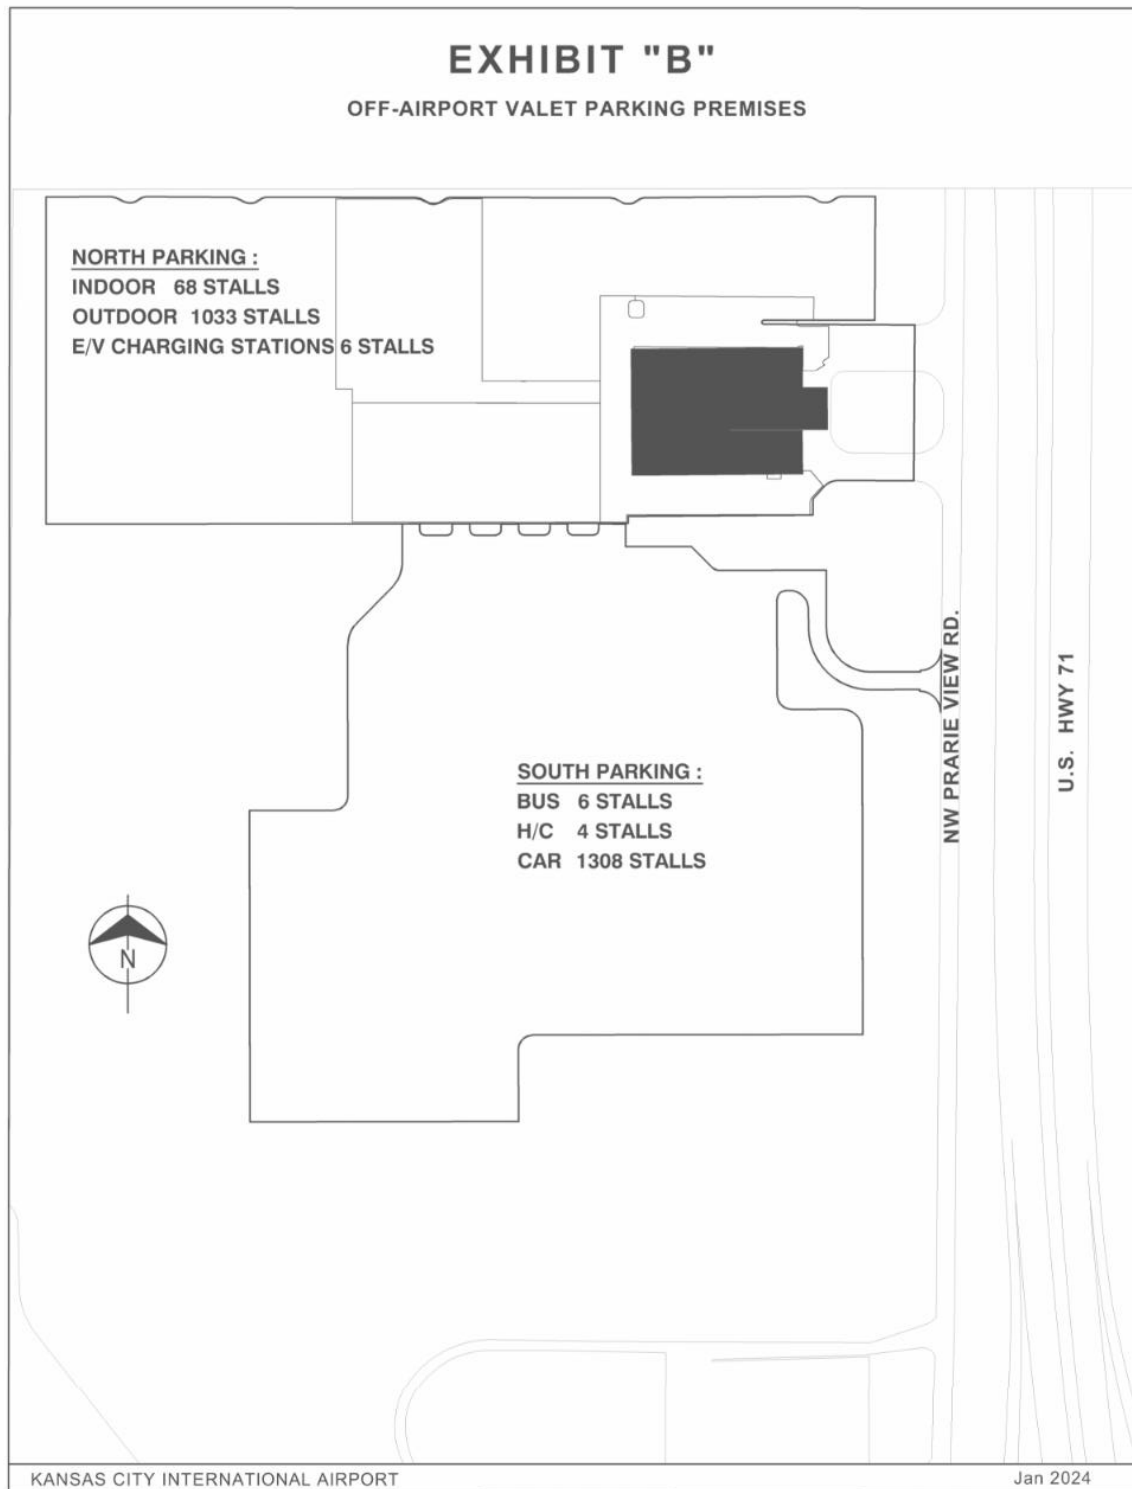 EXHIBIT "B"
OFF-AIRPORT VALET PARKING PREMISES
NORTH PARKING :
INDOOR 68 STALLS
OUTDOOR 1033 STALLS
E/V CHARGING STATIONS 6 STALLS
NW PRARIE VIEW RD.
U.S. HWY 71
SOUTH PARKING :
BUS 6 STALLS
H/C 4 STALLS
CAR 1308 STALLS
N
KANSAS CITY INTERNATIONAL AIRPORT
Jan 2024